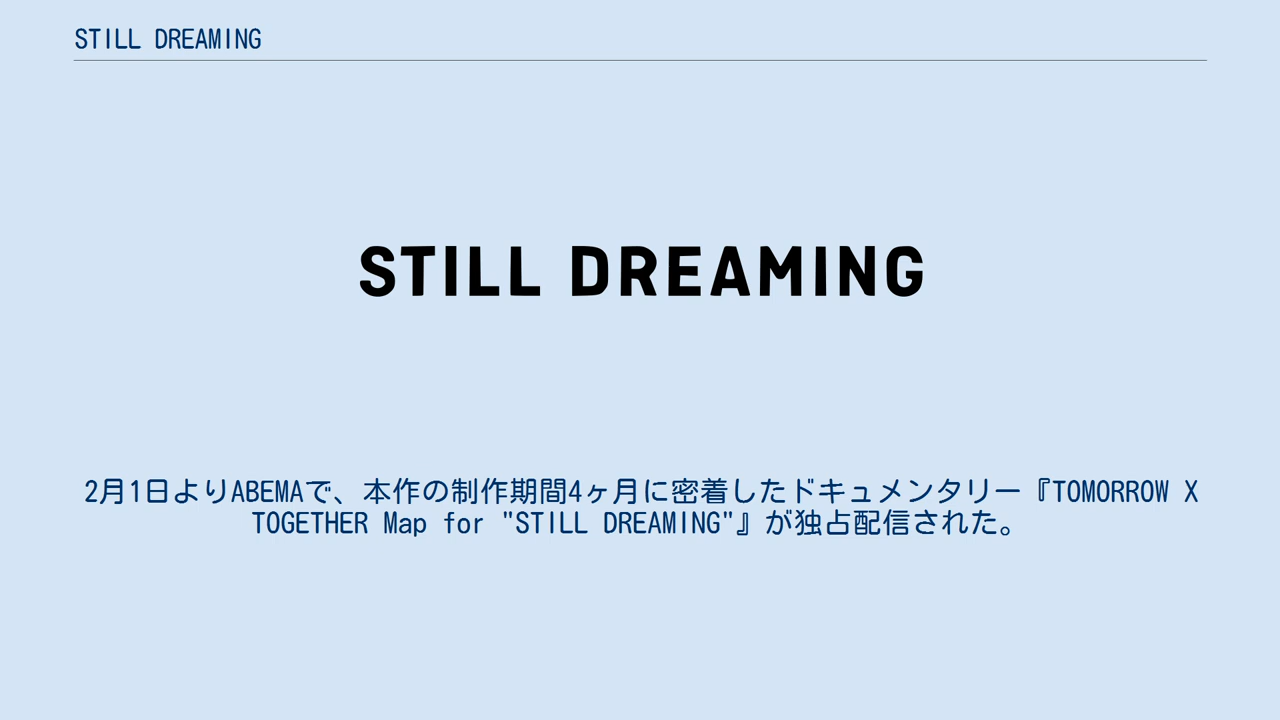 STILL DREAMING
STILL DREAMING
2月1日よりABEMAで、本作の制作期間4ヶ月に密着したドキュメンタリー『TOMORROW X
TOGETHER Map for "STILL DREAMING"』が独占配信された。